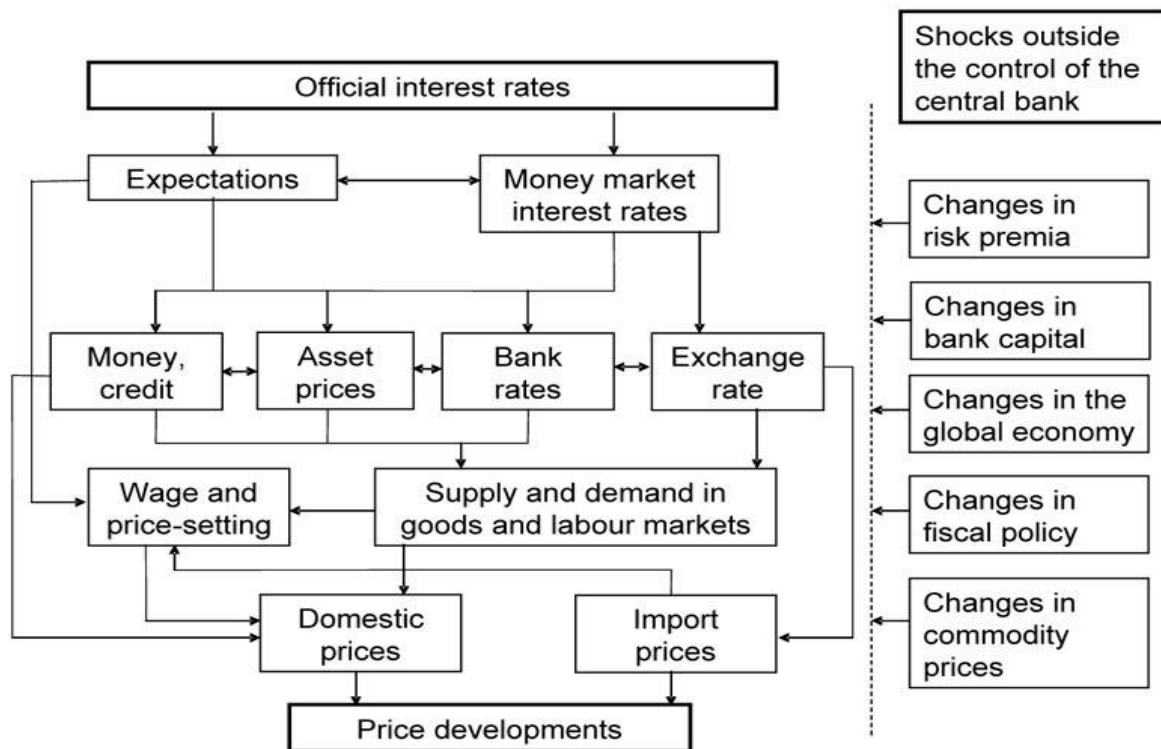 Shocks outside
the control of the
central bank
Official interest rates
Expectations
Money market
interest rates
Changes in
risk premia
Changes in
bank capital
Money,
credit
Asset
prices
Bank
rates
Exchange
rate
Changes in the
global economy
Wage and
price-setting
Supply and demand in
goods and labour markets
Changes in
fiscal policy
Domestic
prices
Import
prices
Changes in
commodity
prices
Price developments